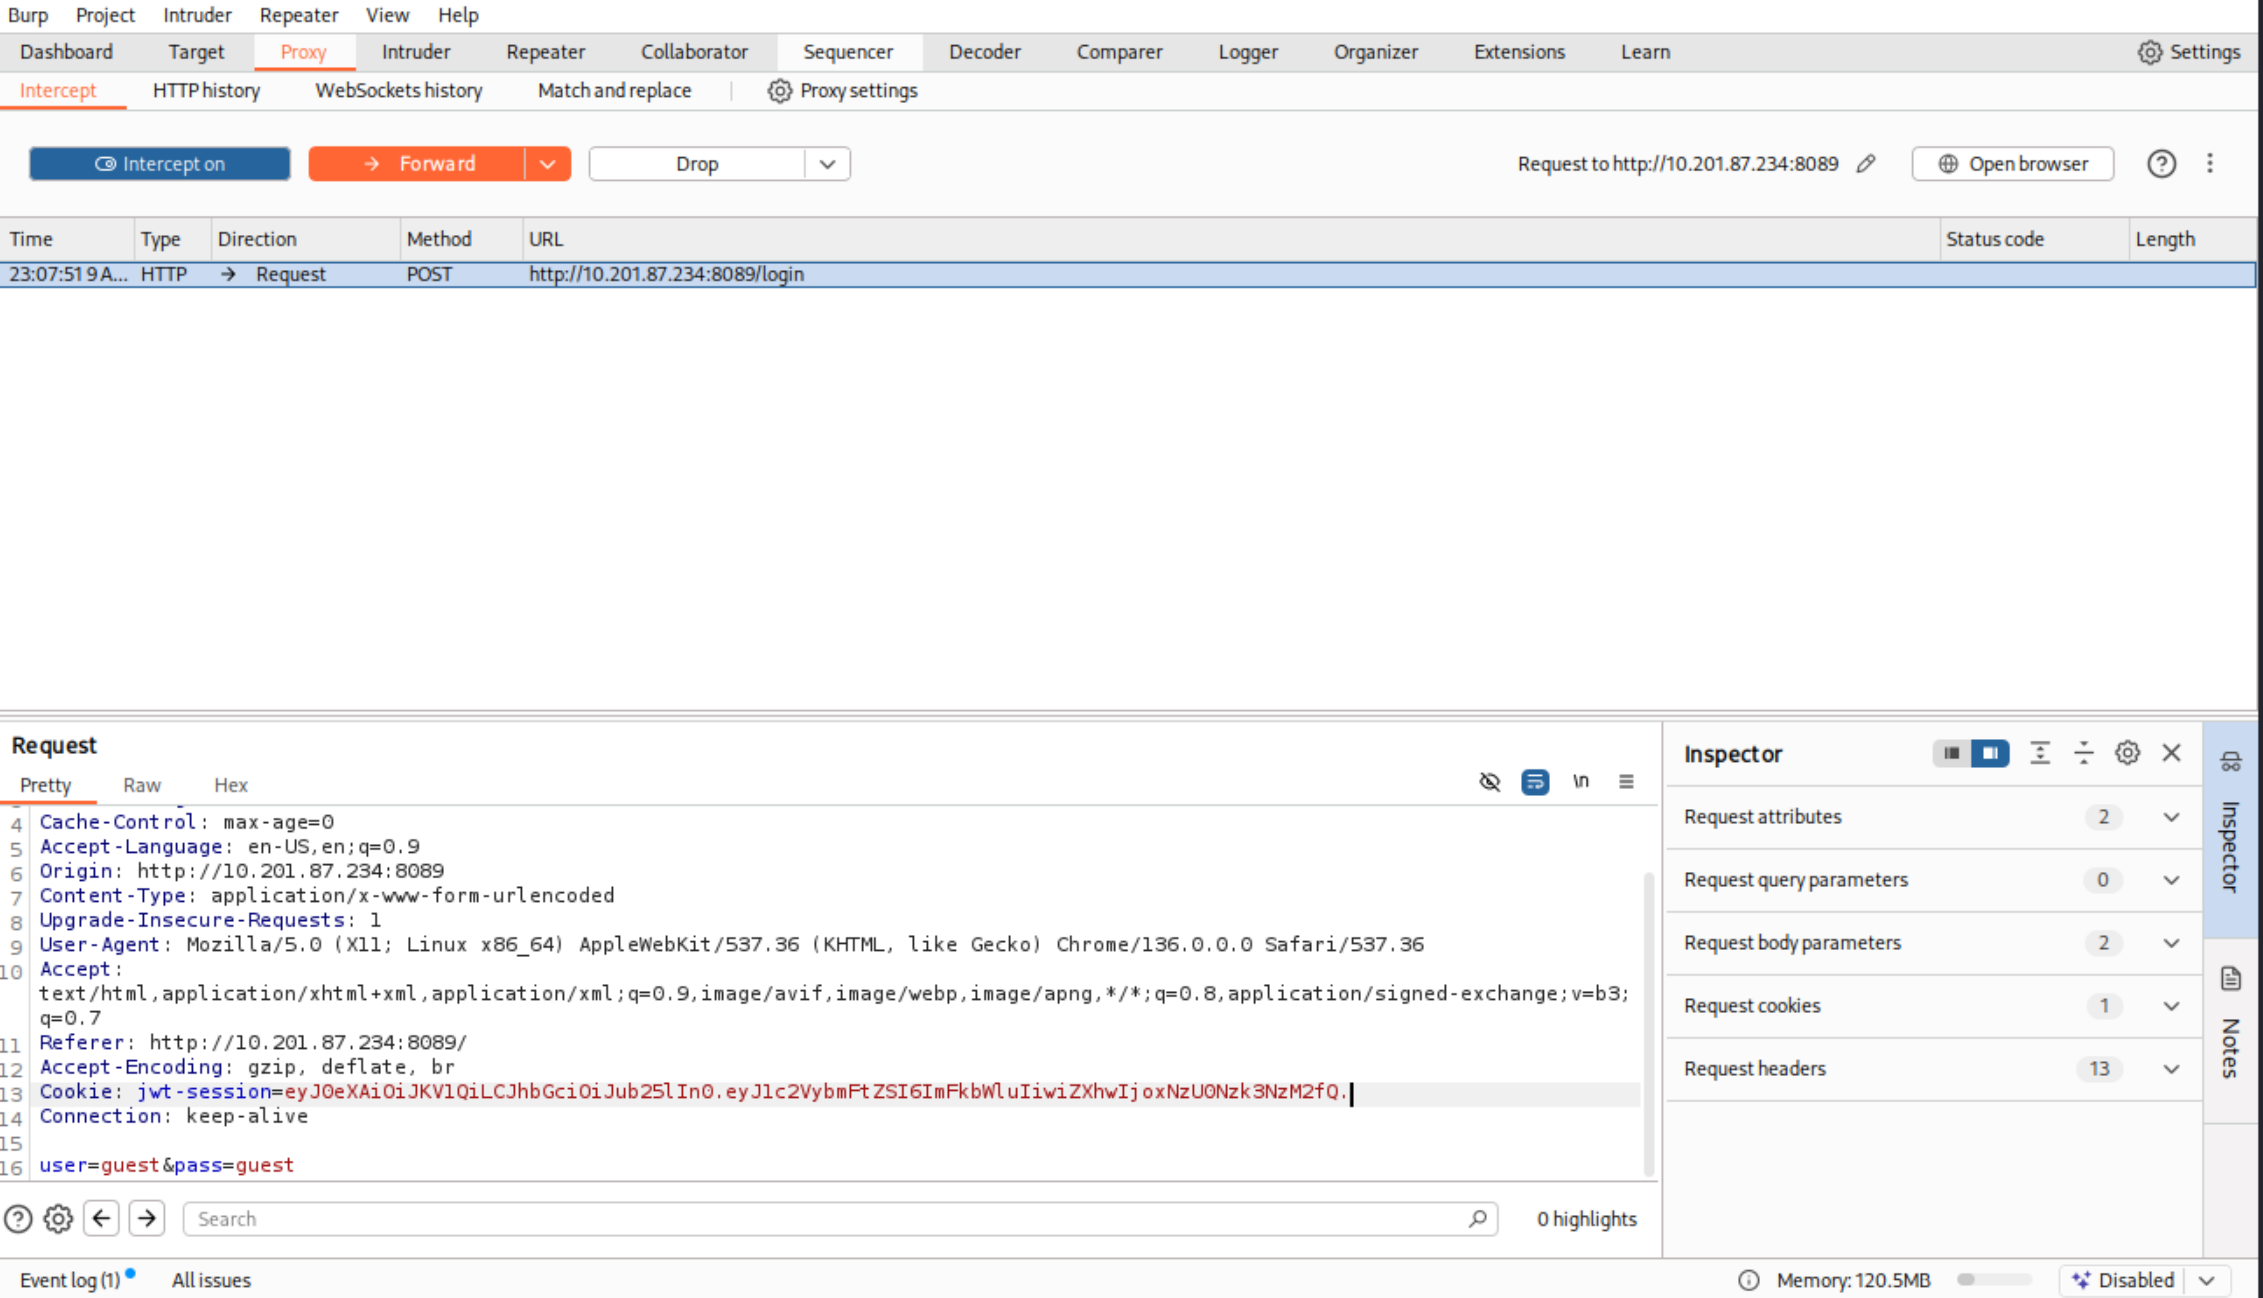 Burp Project Intruder Repeater View Help
Dashboard Target Proxy Intruder Repeater Collaborator Sequencer Decoder Comparer Logger Organizer Extensions Learn Settings
Intercept HTTP history WebSockets history Match and replace Proxy settings
Intercept on Forward Drop Request to http://10.201.87.234:8089 Open browser
Time Type Direction Method URL Status code Length
23:07:51 9 A... HTTP → Request POST http://10.201.87.234:8089/login
Request
Pretty Raw Hex \n
4 Cache-Control: max-age=0
5 Accept-Language: en-US,en;q=0.9
6 Origin: http://10.201.87.234:8089
7 Content-Type: application/x-www-form-urlencoded
8 Upgrade-Insecure-Requests: 1
9 User-Agent: Mozilla/5.0 (X11; Linux x86_64) AppleWebKit/537.36 (KHTML, like Gecko) Chrome/136.0.0.0 Safari/537.36
10 Accept:
text/html,application/xhtml+xml,application/xml;q=0.9,image/avif,image/webp,image/apng,*/*;q=0.8,application/signed-exchange;v=b3;
q=0.7
11 Referer: http://10.201.87.234:8089/
12 Accept-Encoding: gzip, deflate, br
13 Cookie: jwt-session=eyJ0eXAiOiJKV1QiLCJhbGciOiJub25lIn0.eyJ1c2VybmFtZSI6ImFkbWluIiwiZXhwIjoxNzU0Nzk3NzM2fQ.
14 Connection: keep-alive
15
16 user=guest&pass=guest
Search 0 highlights
Inspector
Request attributes 2
Request query parameters 0
Request body parameters 2
Request cookies 1
Request headers 13
Inspector
Notes
Event log (1) All issues Memory: 120.5MB Disabled